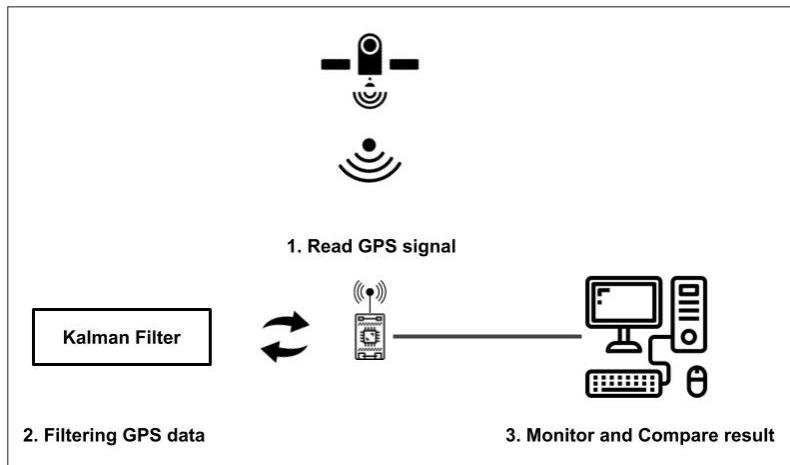 1. Read GPS signal
Kalman Filter
2. Filtering GPS data
3. Monitor and Compare result